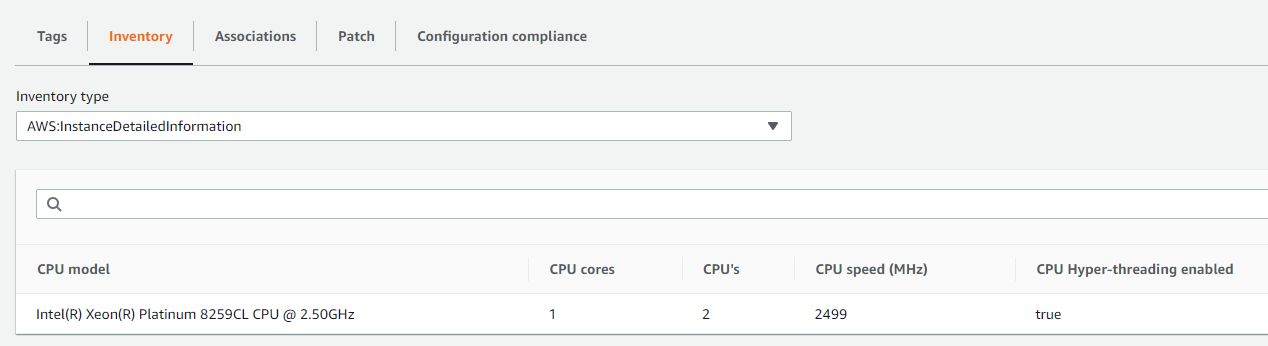 Tags Inventory Associations Patch Configuration compliance
Inventory type
AWS:InstanceDetailedInformation
CPU model CPU cores CPU's CPU speed (MHz) CPU Hyper-threading enabled
Intel(R) Xeon(R) Platinum 8259CL CPU @ 2.50GHz 1 2 2499 true